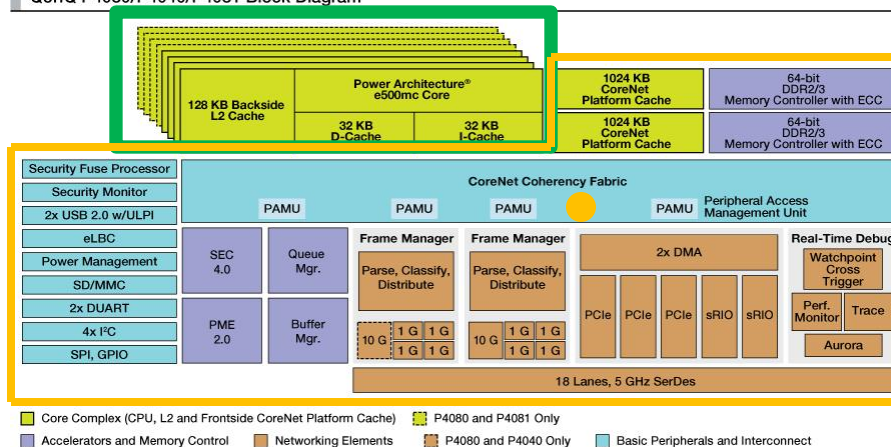 128 KB Backside
L2 Cache
Power Architecture®
e500mc Core
32 KB
D-Cache
32 KB
I-Cache
1024 KB
CoreNet
Platform Cache
64-bit
DDR2/3
Memory Controller with ECC
1024 KB
CoreNet
Platform Cache
64-bit
DDR2/3
Memory Controller with ECC
Security Fuse Processor
Security Monitor
2x USB 2.0 w/ULPI
eLBC
Power Management
SD/MMC
2x DUART
4x I²C
SPI, GPIO
CoreNet Coherency Fabric
PAMU
PAMU
PAMU
PAMU
Peripheral Access
Management Unit
SEC
4.0
Queue
Mgr.
PME
2.0
Buffer
Mgr.
Frame Manager
Parse, Classify,
Distribute
10 G
1 G
1 G
1 G
1 G
Frame Manager
Parse, Classify,
Distribute
10 G
1 G
1 G
1 G
1 G
2x DMA
PCIe
PCIe
PCIe
sRIO
sRIO
Real-Time Debug
Watchpoint
Cross
Trigger
Perf.
Monitor
Trace
Aurora
18 Lanes, 5 GHz SerDes
Core Complex (CPU, L2 and Frontside CoreNet Platform Cache)
P4080 and P4081 Only
Accelerators and Memory Control
Networking Elements
P4080 and P4040 Only
Basic Peripherals and Interconnect